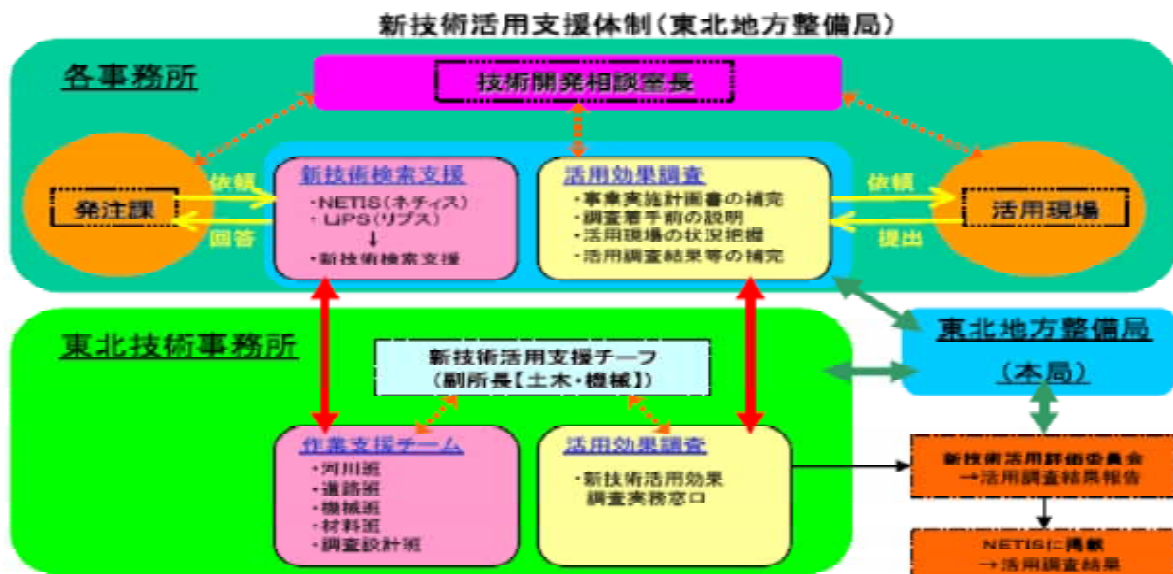 新技術活用支援体制(東北地方整備局)
各事務所
技術開発相談室長
発注課
依頼
回答
新技術検索支援
・NETIS(ネティス)
・LiPS(リプス)
↓
・新技術検索支援
活用効果調査
・事業実施計画書の補完
・調査着手前の説明
・活用現場の状況把握
・活用調査結果等の補完
依頼
提出
活用現場
東北技術事務所
新技術活用支援チーフ
(副所長【土木・機械】)
作業支援チーム
・河川班
・道路班
・機械班
・材料班
・調査設計班
活用効果調査
・新技術活用効果
調査実務窓口
東北地方整備局
(本局)
新技術活用評価委員会
→活用調査結果報告
NETISに掲載
→活用調査結果